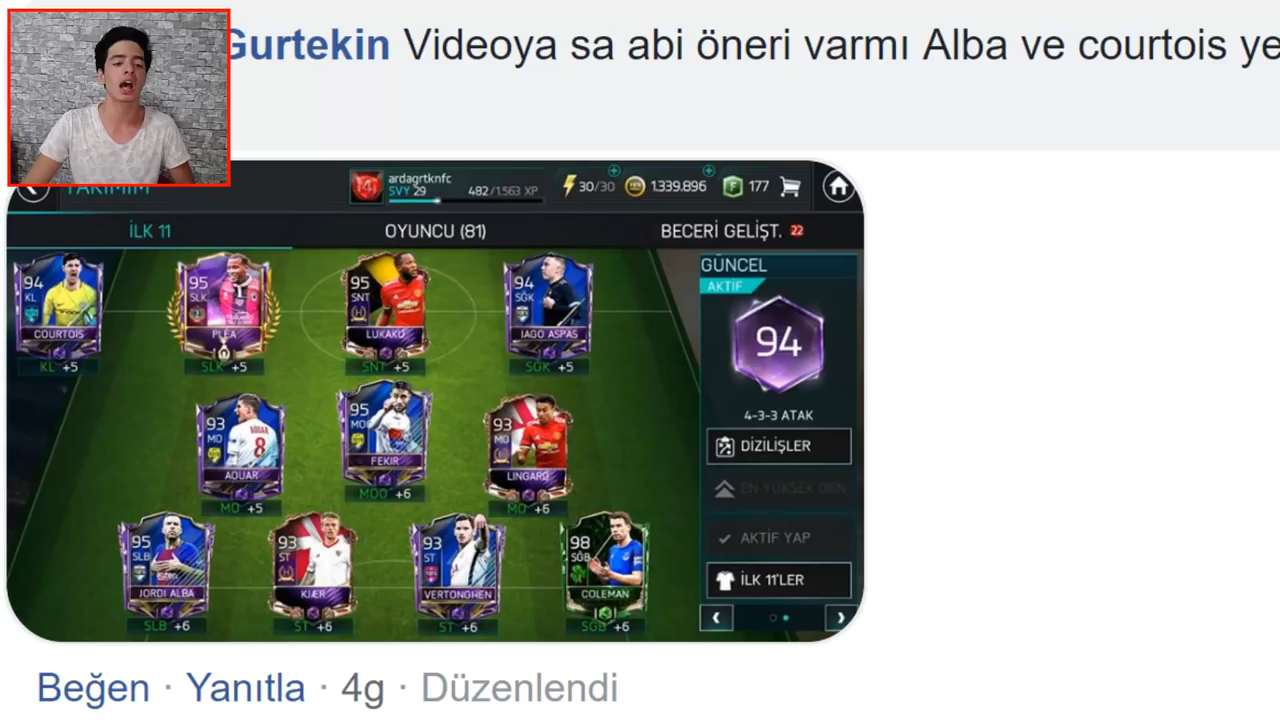 Gurtekin Videoya sa abi öneri varmı Alba ve courtois ye
TAKIMIM
ardagrtknfc
SVY 29 482/1.563 XP
30/30 1.339.896 177
İLK 11 OYUNCU (81) BECERİ GELİŞT. 22
GÜNCEL
AKTİF
94 KL COURTOIS KL +5
95 SLK PLEA SLK +5
95 SNT LUKAKU SNT +5
94 SĞK IAGO ASPAS SĞK +5
94
4-3-3 ATAK
93 MO AOUAR 8 MO +5
95 MOO FEKIR MOO +6
93 MO LINGARD MO +6
DİZİLİŞLER
EN YÜKSEK GEN
AKTİF YAP
İLK 11'LER
95 SLB JORDI ALBA SLB +6
93 ST KJÆR ST +6
93 ST VERTONGHEN ST +6
98 SĞB COLEMAN SĞB +6
Beğen · Yanıtla · 4g · Düzenlendi